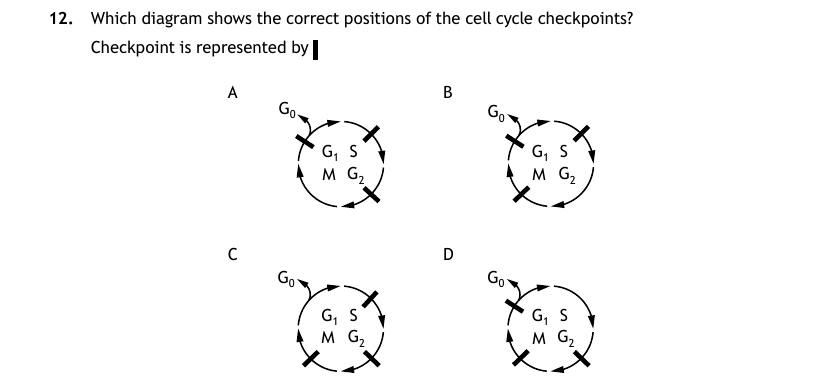 12. Which diagram shows the correct positions of the cell cycle checkpoints?
Checkpoint is represented by
A
B
G₀
G₀
G₁ S
G₁ S
M G₂
M G₂
C
D
G₀
G₀
G₁ S
G₁ S
M G₂
M G₂